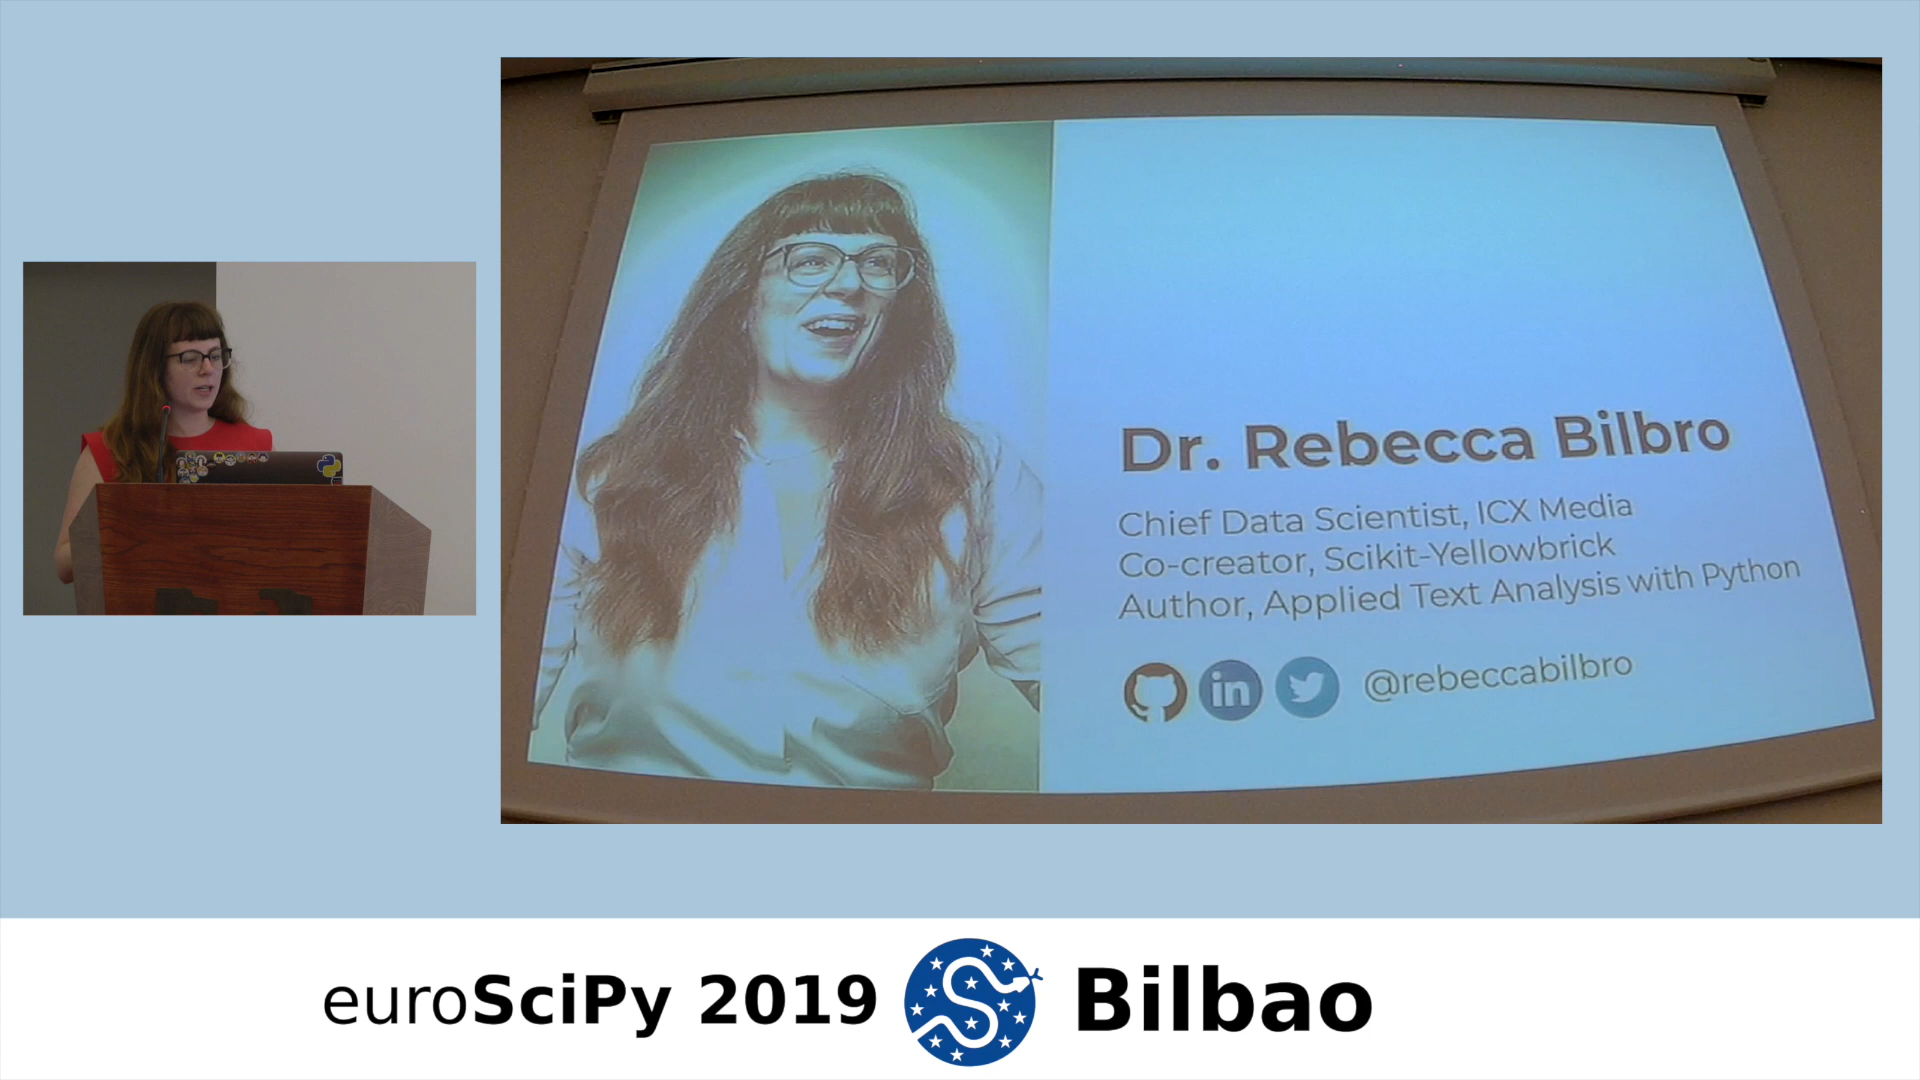 Dr. Rebecca Bilbro
Chief Data Scientist, ICX Media
Co-creator, Scikit-Yellowbrick
Author, Applied Text Analysis with Python
in
@rebeccabilbro
euroSciPy 2019 Bilbao